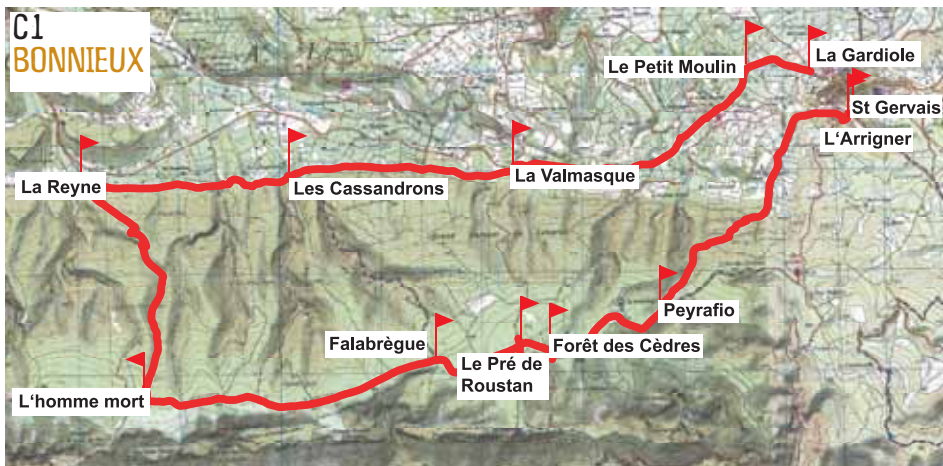 C1
BONNIEUX
La Gardiole
Le Petit Moulin
St Gervais
L‘Arrigner
La Valmasque
La Reyne
Les Cassandrons
Peyrafio
Falabrègue
Forêt des Cèdres
Le Pré de
Roustan
L‘homme mort